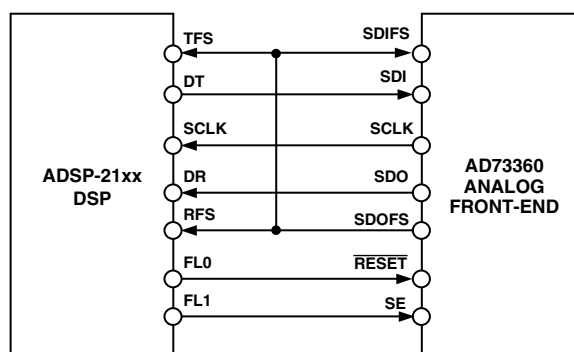 TFS SDIFS
DT SDI
SCLK SCLK
ADSP-21xx
DSP
DR SDO
AD73360
ANALOG
FRONT-END
RFS SDOFS
FL0 RESET
FL1 SE